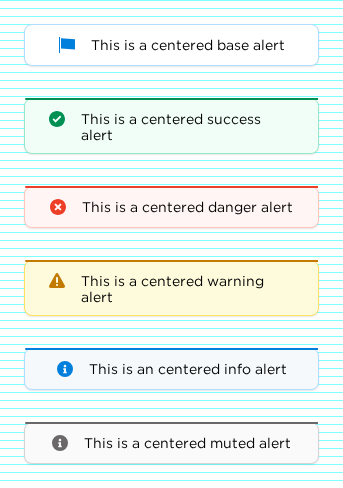 This is a centered base alert
This is a centered success
alert
This is a centered danger alert
This is a centered warning
alert
This is an centered info alert
This is a centered muted alert